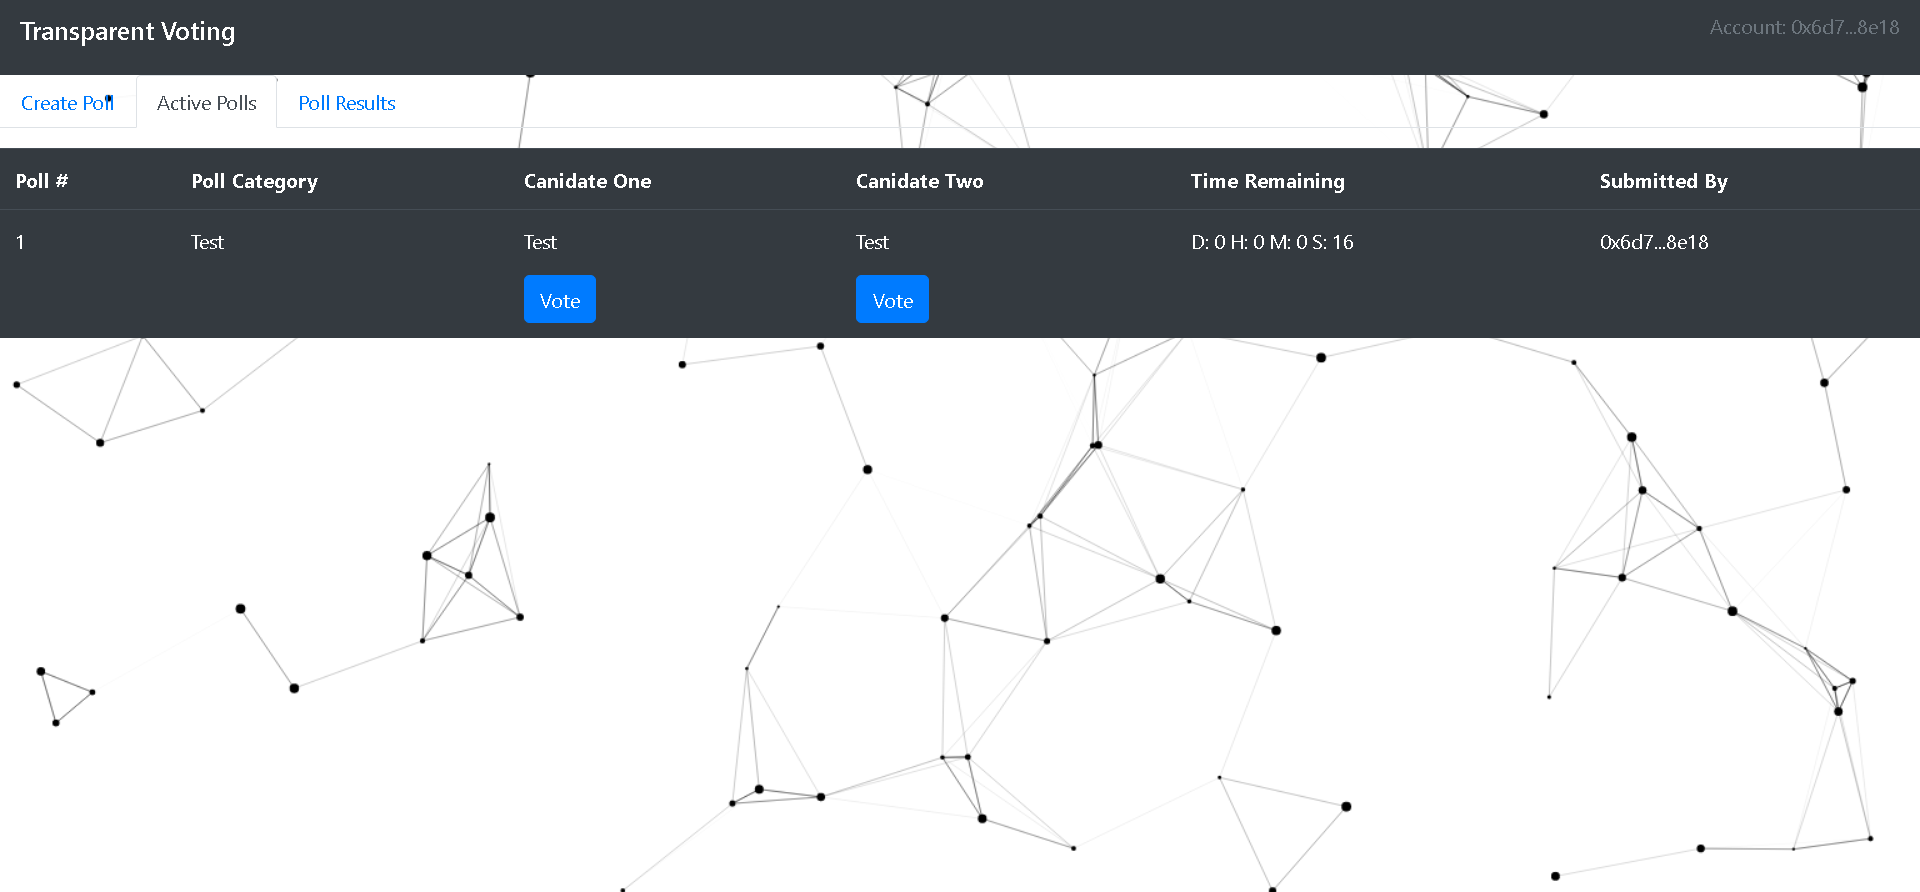 Transparent Voting
Account: 0x6d7...8e18
Create Poll
Active Polls
Poll Results
Poll # Poll Category Canidate One Canidate Two Time Remaining Submitted By
1 Test Test Test D: 0 H: 0 M: 0 S: 16 0x6d7...8e18
Vote Vote